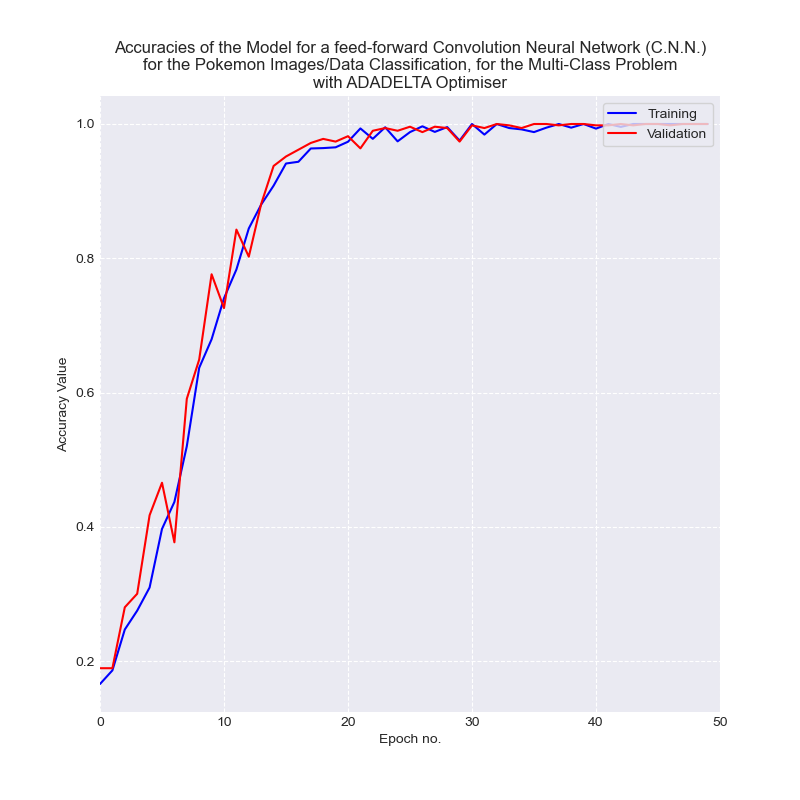 Accuracies of the Model for a feed-forward Convolution Neural Network (C.N.N.)
for the Pokemon Images/Data Classification, for the Multi-Class Problem
with ADADELTA Optimiser
Training
Validation
1.0
0.8
0.6
0.4
0.2
Accuracy Value
0 10 20 30 40 50
Epoch no.